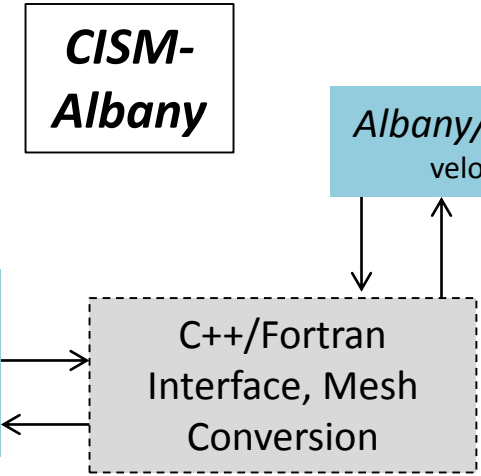 CISM-
Albany
Albany/
velo
C++/Fortran
Interface, Mesh
Conversion